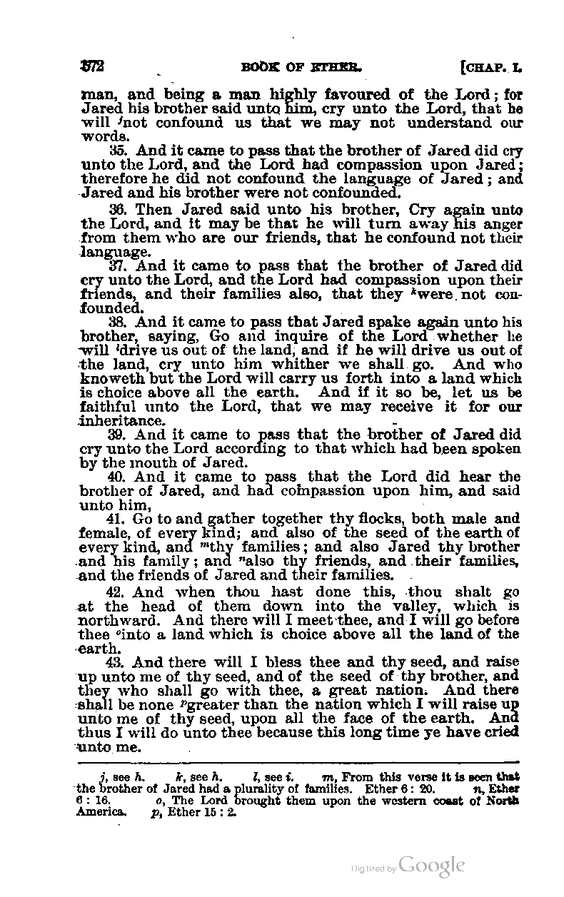 572 BOOK OF ETHER. [CHAP. I.
man, and being a man highly favoured of the Lord; for
Jared his brother said unto him, cry unto the Lord, that he
will ʲnot confound us that we may not understand our
words.
35. And it came to pass that the brother of Jared did cry
unto the Lord, and the Lord had compassion upon Jared;
therefore he did not confound the language of Jared; and
Jared and his brother were not confounded.
36. Then Jared said unto his brother, Cry again unto
the Lord, and it may be that he will turn away his anger
from them who are our friends, that he confound not their
language.
37. And it came to pass that the brother of Jared did
cry unto the Lord, and the Lord had compassion upon their
friends, and their families also, that they ᵏwere not con-
founded.
38. And it came to pass that Jared spake again unto his
brother, saying, Go and inquire of the Lord whether he
will ˡdrive us out of the land, and if he will drive us out of
the land, cry unto him whither we shall go. And who
knoweth but the Lord will carry us forth into a land which
is choice above all the earth. And if it so be, let us be
faithful unto the Lord, that we may receive it for our
inheritance.
39. And it came to pass that the brother of Jared did
cry unto the Lord according to that which had been spoken
by the mouth of Jared.
40. And it came to pass that the Lord did hear the
brother of Jared, and had compassion upon him, and said
unto him,
41. Go to and gather together thy flocks, both male and
female, of every kind; and also of the seed of the earth of
every kind, and ᵐthy families; and also Jared thy brother
and his family; and ⁿalso thy friends, and their families,
and the friends of Jared and their families.
42. And when thou hast done this, thou shalt go
at the head of them down into the valley, which is
northward. And there will I meet thee, and I will go before
thee ᵒinto a land which is choice above all the land of the
earth.
43. And there will I bless thee and thy seed, and raise
up unto me of thy seed, and of the seed of thy brother, and
they who shall go with thee, a great nation. And there
shall be none ᵖgreater than the nation which I will raise up
unto me of thy seed, upon all the face of the earth. And
thus I will do unto thee because this long time ye have cried
unto me.
j, see h. k, see h. l, see i. m, From this verse it is seen that
the brother of Jared had a plurality of families. Ether 6: 20. n, Ether
6: 16. o, The Lord brought them upon the western coast of North
America. p, Ether 15: 2.
Digitized by Google